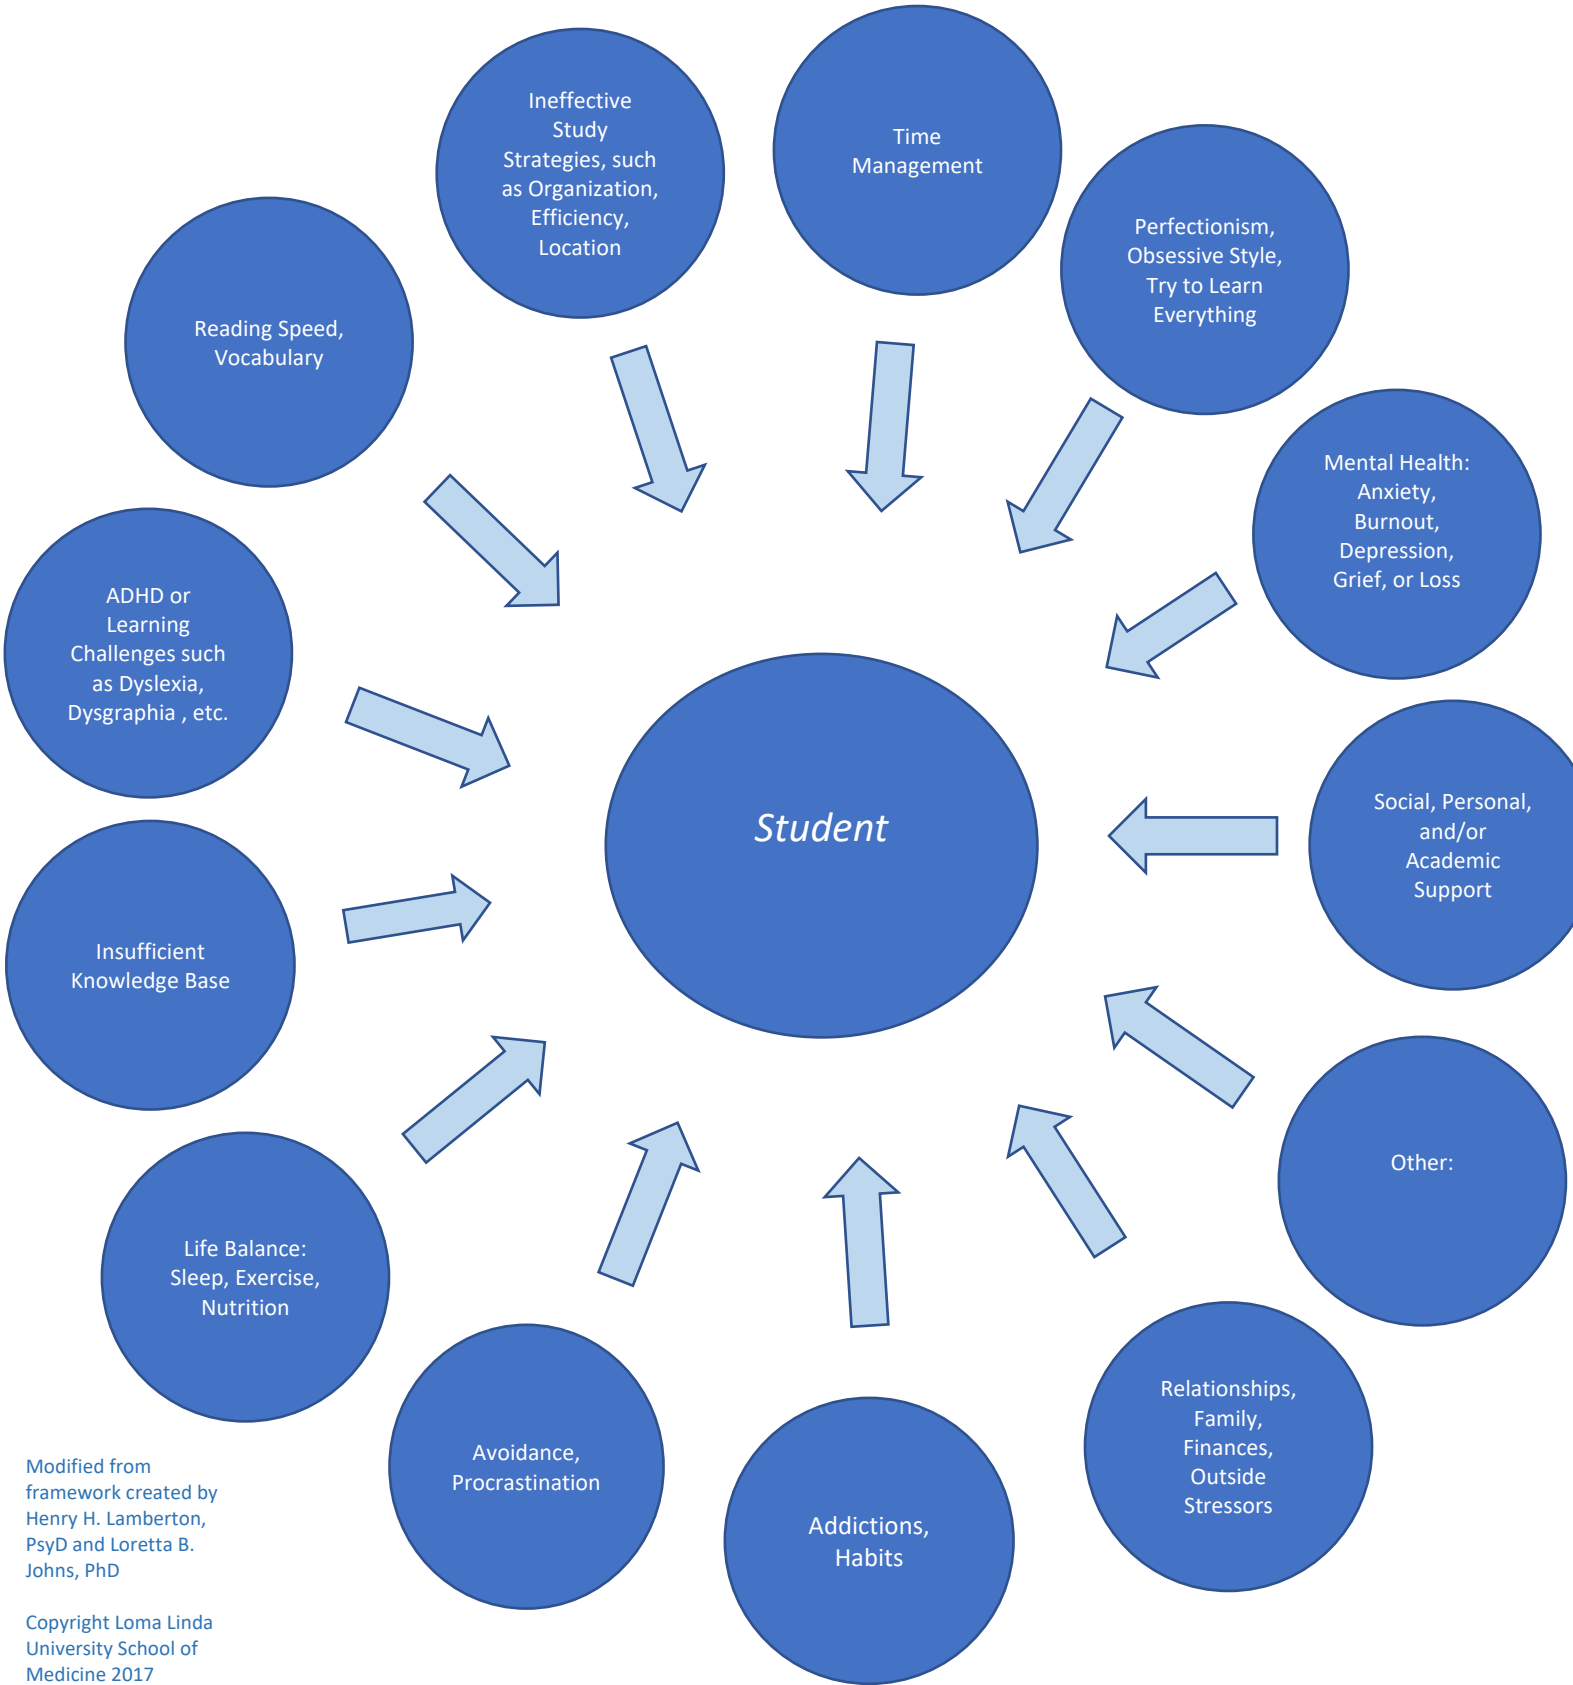 Ineffective
Study
Strategies, such
as Organization,
Efficiency,
Location
Time
Management
Perfectionism,
Obsessive Style,
Try to Learn
Everything
Reading Speed,
Vocabulary
Mental Health:
Anxiety,
Burnout,
Depression,
Grief, or Loss
ADHD or
Learning
Challenges such
as Dyslexia,
Dysgraphia , etc.
Student
Social, Personal,
and/or
Academic
Support
Insufficient
Knowledge Base
Other:
Life Balance:
Sleep, Exercise,
Nutrition
Relationships,
Family,
Finances,
Outside
Stressors
Avoidance,
Procrastination
Addictions,
Habits
Modified from
framework created by
Henry H. Lamberton,
PsyD and Loretta B.
Johns, PhD
Copyright Loma Linda
University School of
Medicine 2017